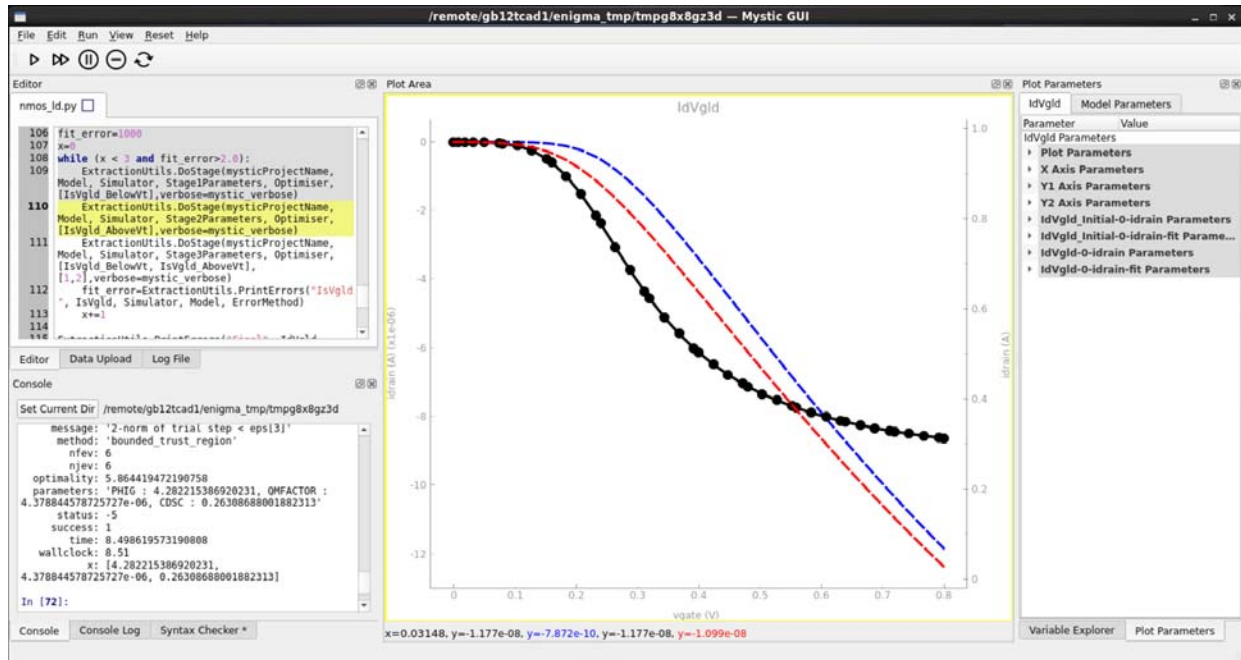 /remote/gb12tcad1/enigma_tmp/tmpg8x8gz3d — Mystic GUI
File Edit Run View Reset Help
Editor
nmos_ld.py
106 fit_error=1000
107 x=0
108 while (x < 3 and fit_error>2.0):
109 ExtractionUtils.DoStage(mysticProjectName,
Model, Simulator, Stage1Parameters, Optimiser,
[IsVgld_BelowVt],verbose=mystic_verbose)
110 ExtractionUtils.DoStage(mysticProjectName,
Model, Simulator, Stage2Parameters, Optimiser,
[IsVgld_AboveVt],verbose=mystic_verbose)
111 ExtractionUtils.DoStage(mysticProjectName,
Model, Simulator, Stage3Parameters, Optimiser,
[IsVgld_BelowVt, IsVgld_AboveVt],
[1,2],verbose=mystic_verbose)
112 fit_error=ExtractionUtils.PrintErrors("IsVgld
", IsVgld, Simulator, Model, ErrorMethod)
113 x+=1
114
115
Editor Data Upload Log File
Console
Set Current Dir /remote/gb12tcad1/enigma_tmp/tmpg8x8gz3d
message: '2-norm of trial step < eps[3]'
method: 'bounded_trust_region'
nfev: 6
njev: 6
optimality: 5.864419472190758
parameters: 'PHIG : 4.282215386920231, QMFACTOR :
4.378844578725727e-06, CDSC : 0.26308688001882313'
status: -5
success: 1
time: 8.498619573190808
wallclock: 8.51
x: [4.282215386920231,
4.378844578725727e-06, 0.26308688001882313]
In [72]:
Console Console Log Syntax Checker *
Plot Area
IdVgld
idrain (A) (x1e-06)
0
-2
-4
-6
-8
-10
-12
1.0
0.8
0.6
0.4
0.2
0
idrain (A)
0 0.1 0.2 0.3 0.4 0.5 0.6 0.7 0.8
vgate (V)
x=0.03148, y=-1.177e-08, y=-7.872e-10, y=-1.177e-08, y=-1.099e-08
Plot Parameters
IdVgld Model Parameters
Parameter Value
IdVgld Parameters
Plot Parameters
X Axis Parameters
Y1 Axis Parameters
Y2 Axis Parameters
IdVgld_Initial-0-idrain Parameters
IdVgld_Initial-0-idrain-fit Parame...
IdVgld-0-idrain Parameters
IdVgld-0-idrain-fit Parameters
Variable Explorer Plot Parameters